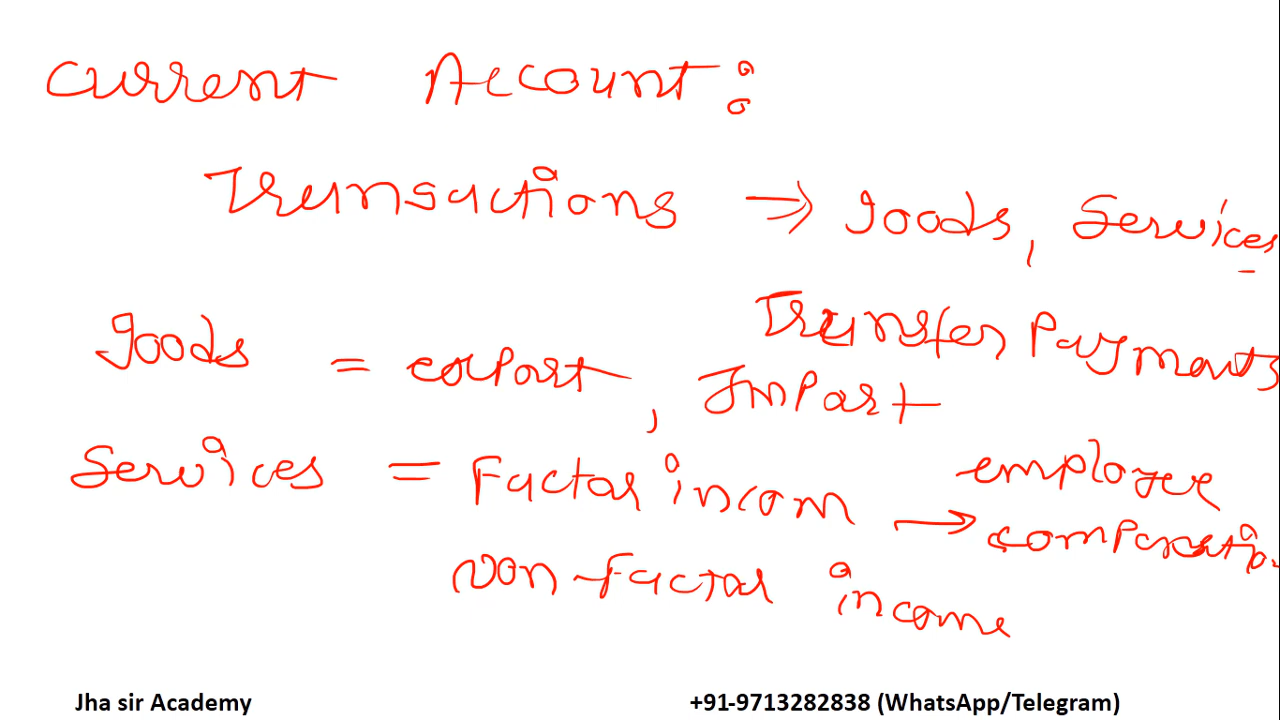 Current Account:
Transactions → goods, Services
Transfer Payments
goods = export, Import
Services = Factor incom → employee
comparation
Non-factor income
Jha sir Academy
+91-9713282838 (WhatsApp/Telegram)